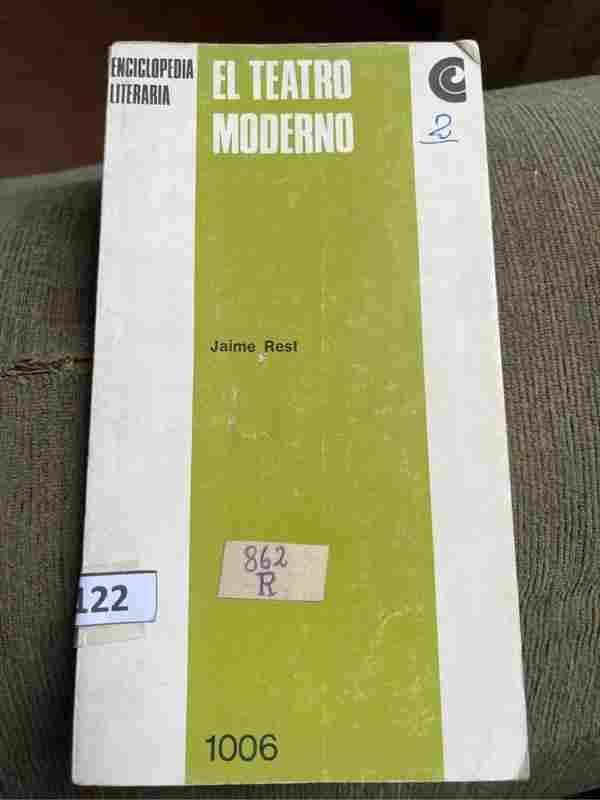 ENCICLOPEDIA
LITERARIA
EL TEATRO
MODERNO
2
Jaime Rest
862
R
122
1006